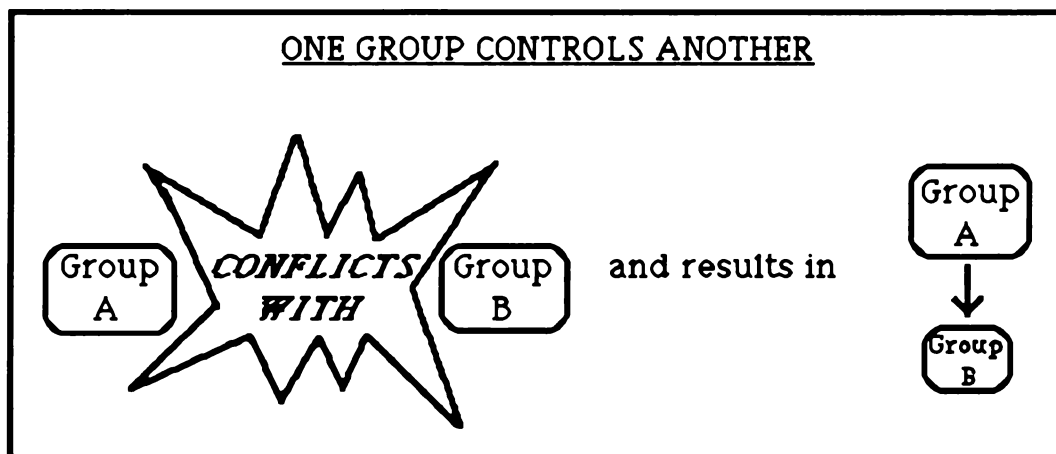 ONE GROUP CONTROLS ANOTHER
Group
A
CONFLICTS
WITH
Group
B
and results in
Group
A
Group
B